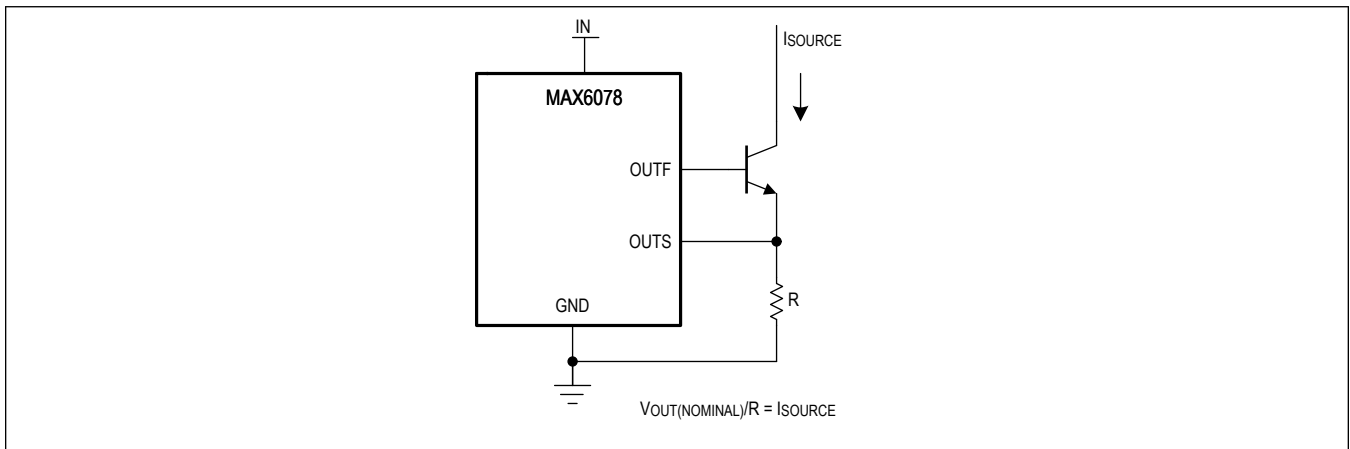 IN
ISOURCE
MAX6078
OUTF
OUTS
R
GND
VOUT(NOMINAL)/R = ISOURCE